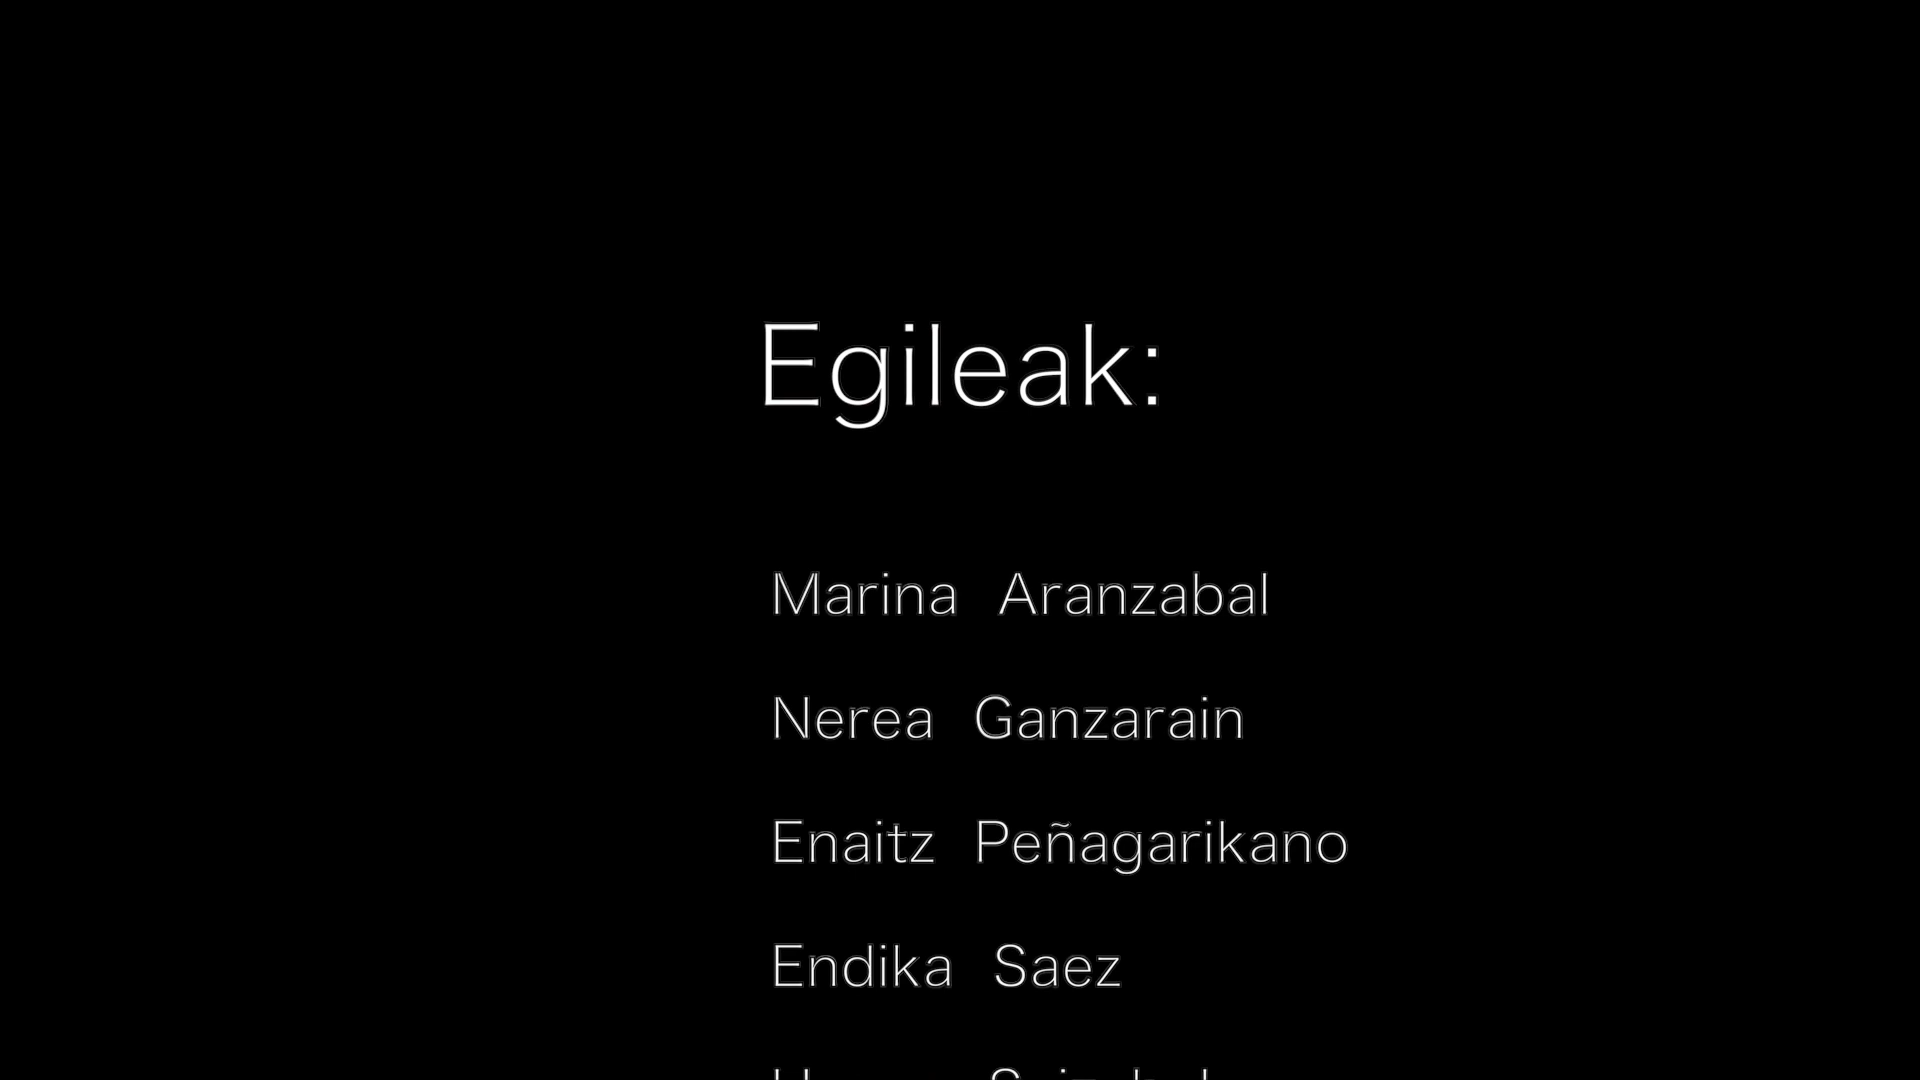 Egileak:
Marina Aranzabal
Nerea Ganzarain
Enaitz Peñagarikano
Endika Saez